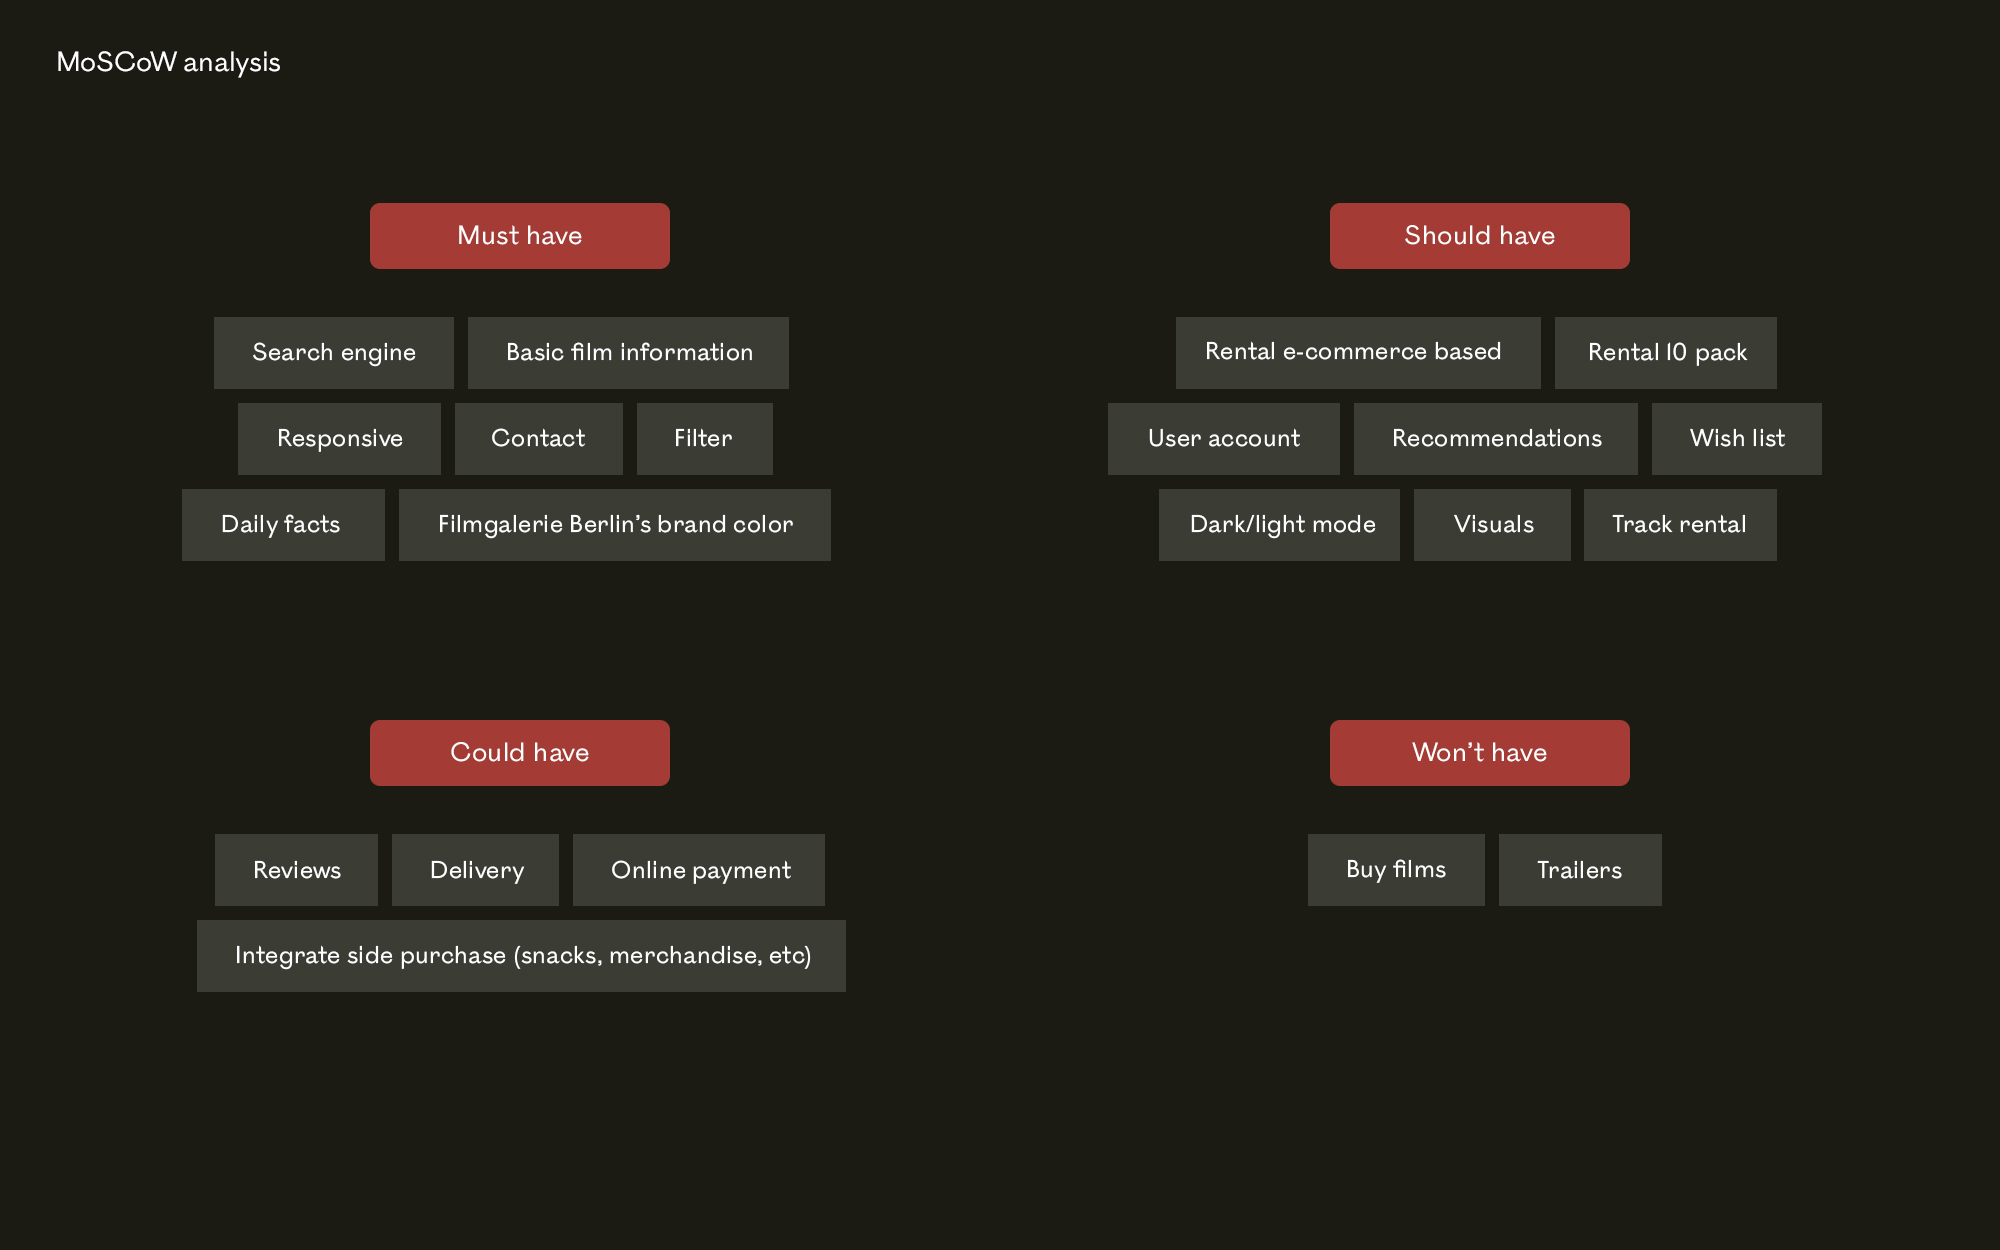 MoSCoW analysis
Must have
Search engine
Basic film information
Responsive
Contact
Filter
Daily facts
Filmgalerie Berlin's brand color
Should have
Rental e-commerce based
Rental 10 pack
User account
Recommendations
Wish list
Dark/light mode
Visuals
Track rental
Could have
Reviews
Delivery
Online payment
Integrate side purchase (snacks, merchandise, etc)
Won't have
Buy films
Trailers